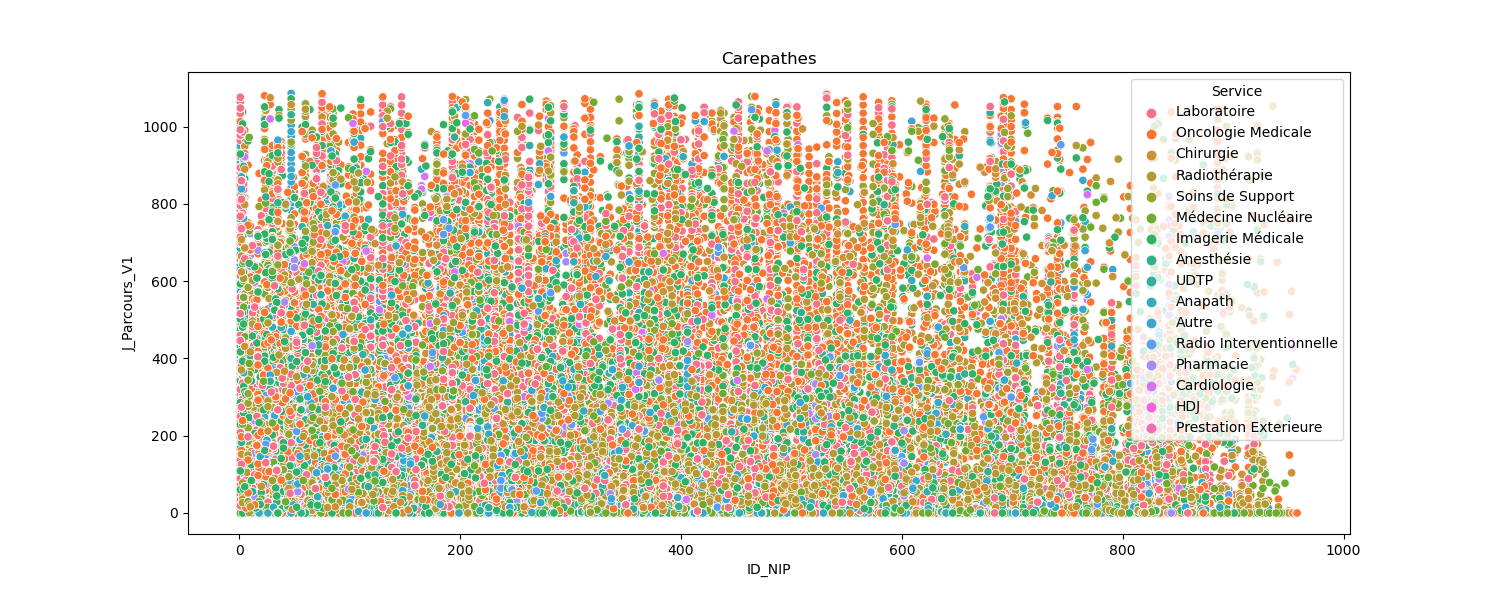 Carepathes
J_Parcours_V1
1000
800
600
400
200
0
0
200
400
600
800
1000
ID_NIP
Service
Laboratoire
Oncologie Medicale
Chirurgie
Radiothérapie
Soins de Support
Médecine Nucléaire
Imagerie Médicale
Anesthésie
UDTP
Anapath
Autre
Radio Interventionnelle
Pharmacie
Cardiologie
HDJ
Prestation Exterieure